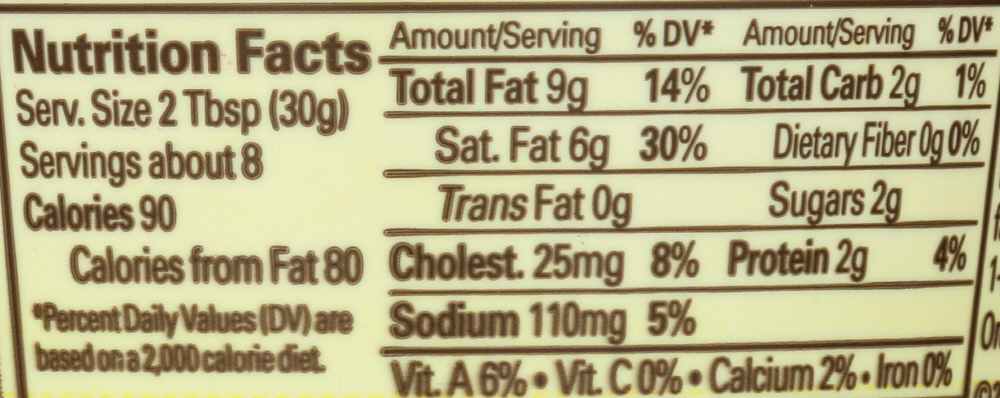 Nutrition Facts
Serv. Size 2 Tbsp (30g)
Servings about 8
Calories 90
Calories from Fat 80
*Percent Daily Values (DV) are
based on a 2,000 calorie diet.
Amount/Serving % DV* Amount/Serving % DV*
Total Fat 9g 14% Total Carb 2g 1%
Sat. Fat 6g 30% Dietary Fiber 0g 0%
Trans Fat 0g Sugars 2g
Cholest. 25mg 8% Protein 2g 4%
Sodium 110mg 5%
Vit. A 6% • Vit. C 0% • Calcium 2% • Iron 0%